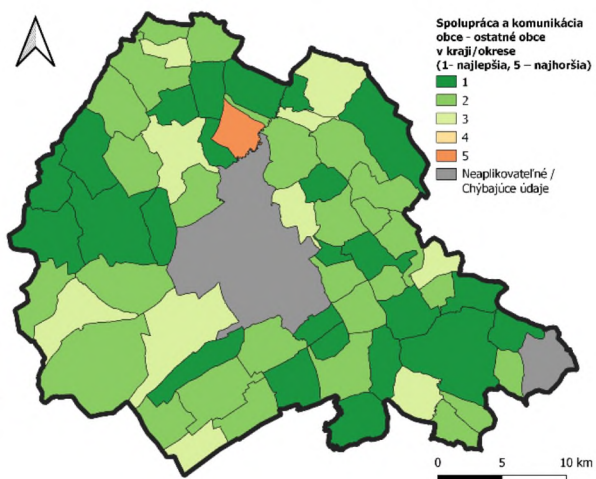 Spolupráca a komunikácia
obce - ostatné obce
v kraji/okrese
(1- najlepšia, 5 – najhoršia)
1
2
3
4
5
Neaplikovateľné /
Chýbajúce údaje
0 5 10 km